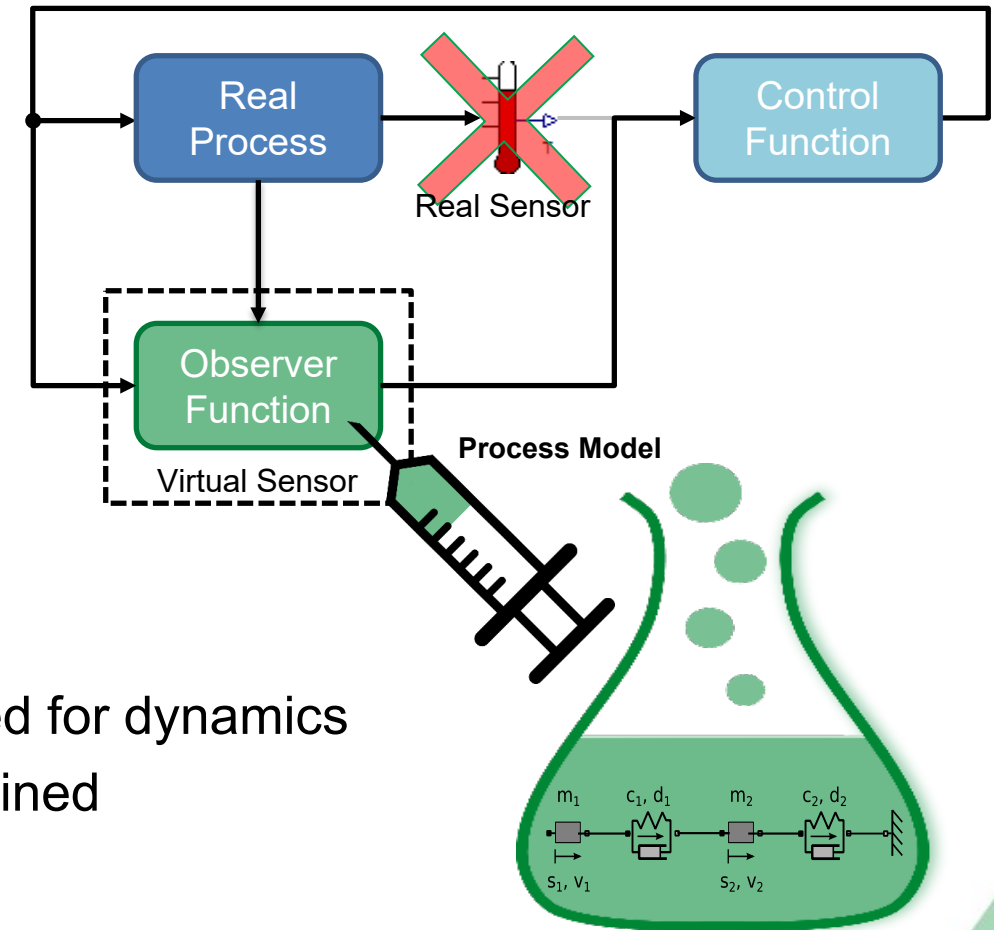 Real
Process
Control
Function
Real Sensor
Observer
Function
Virtual Sensor
Process Model
ed for dynamics
ined
m₁ c₁, d₁ m₂ c₂, d₂
s₁, v₁ s₂, v₂